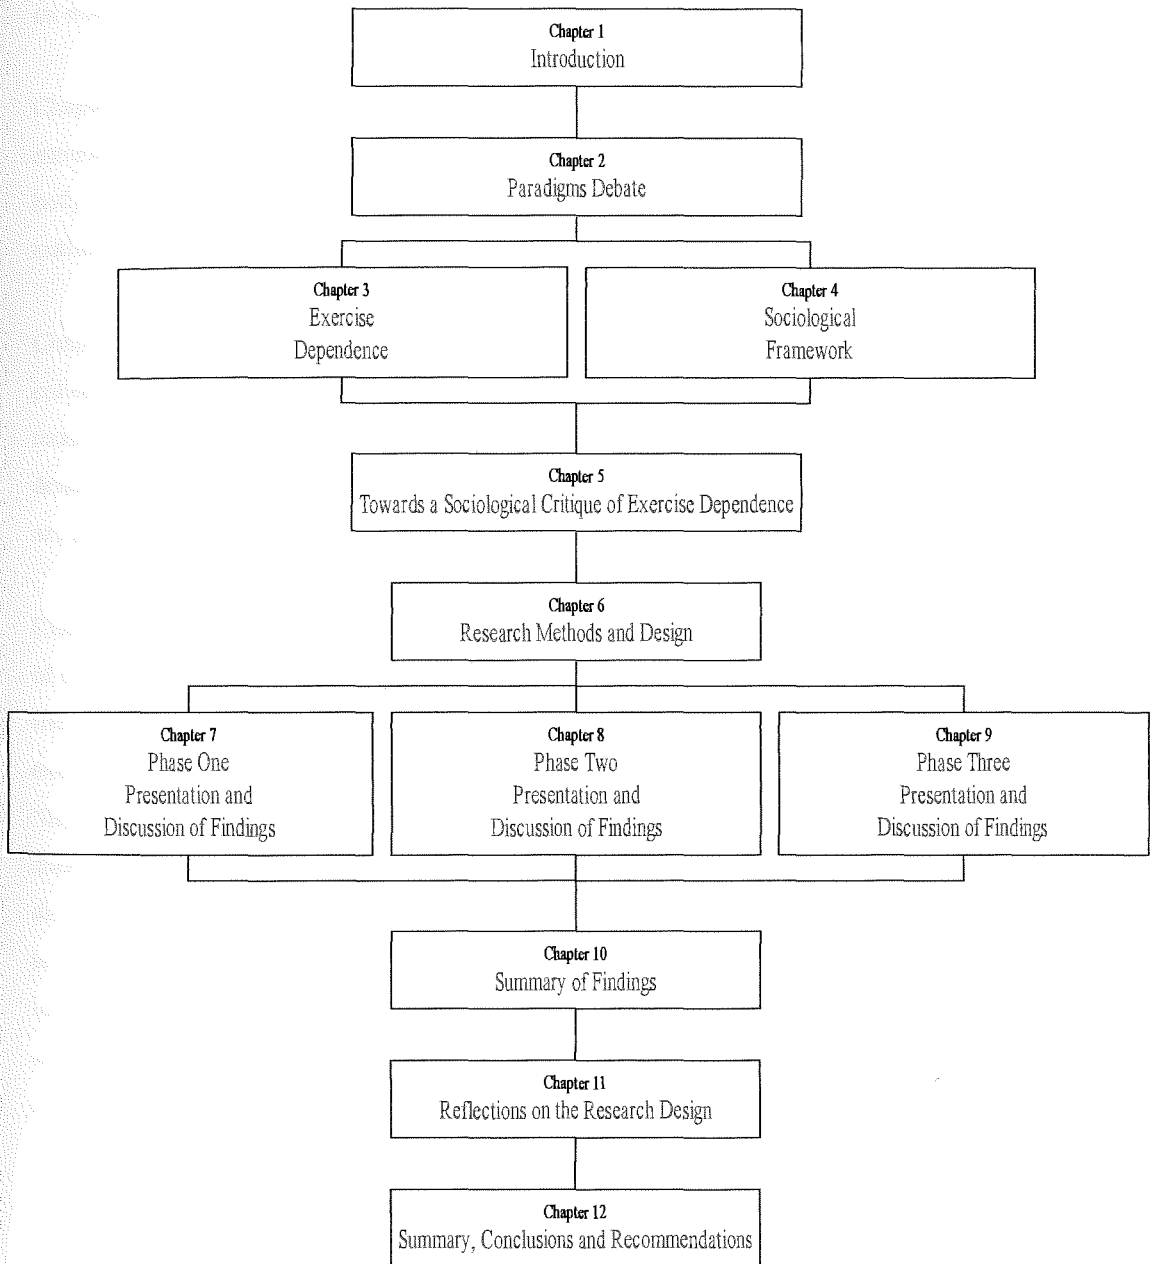 Chapter 1
Introduction
Chapter 2
Paradigms Debate
Chapter 3
Exercise
Dependence
Chapter 4
Sociological
Framework
Chapter 5
Towards a Sociological Critique of Exercise Dependence
Chapter 6
Research Methods and Design
Chapter 7
Phase One
Presentation and
Discussion of Findings
Chapter 8
Phase Two
Presentation and
Discussion of Findings
Chapter 9
Phase Three
Presentation and
Discussion of Findings
Chapter 10
Summary of Findings
Chapter 11
Reflections on the Research Design
Chapter 12
Summary, Conclusions and Recommendations